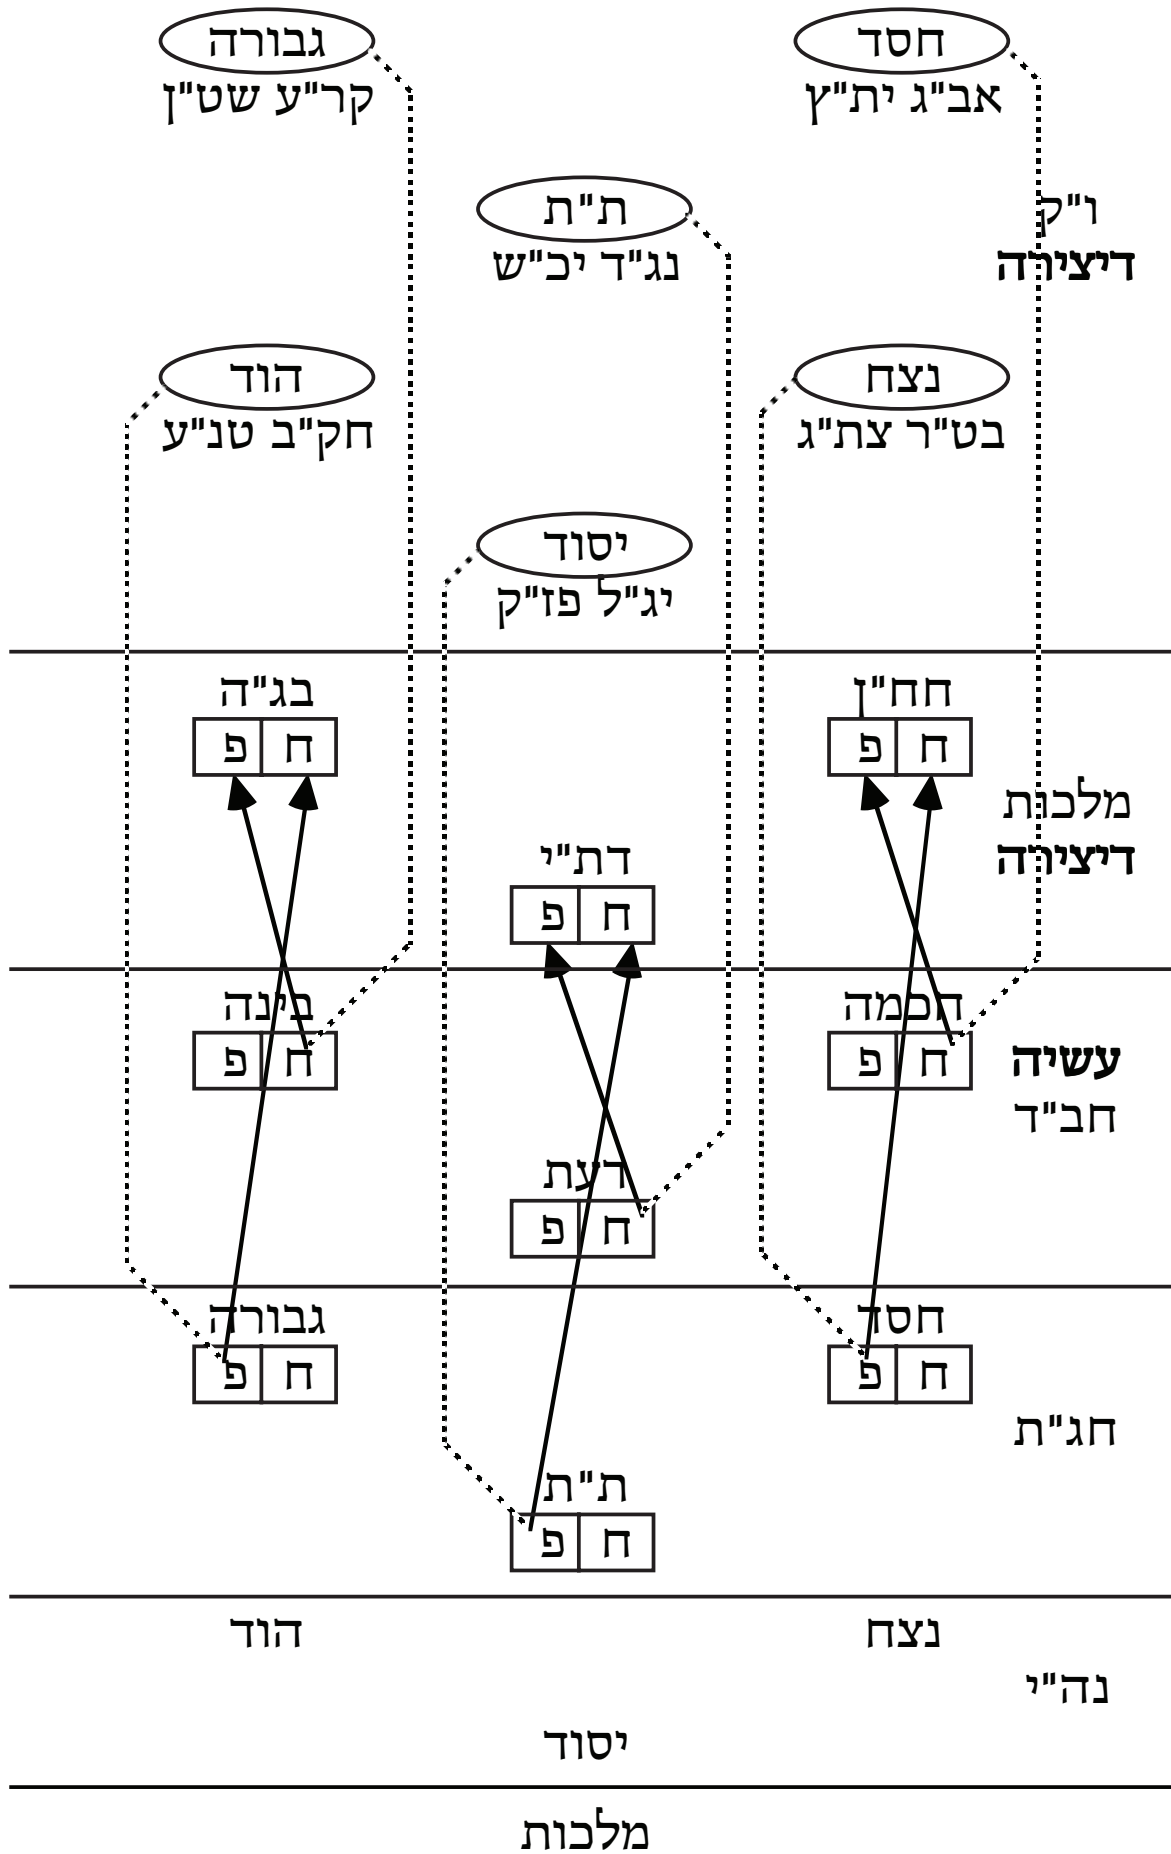 חסד גבורה
אב"ג ית"ץ קר"ע שט"ן
ו"ק ת"ת
דיצירה נג"ד יכ"ש
נצח הוד
בט"ר צת"ג חק"ב טנ"ע
יסוד
יג"ל פז"ק
חח"ן בג"ה
ח פ ח פ
מלכות
דת"י
דיצירה
ח פ
חכמה בינה
עשיה ח פ ח פ
חב"ד
דעת
ח פ
חסד גבורה
ח פ ח פ
חג"ת
ת"ת
ח פ
נצח הוד
נה"י
יסוד
מלכות